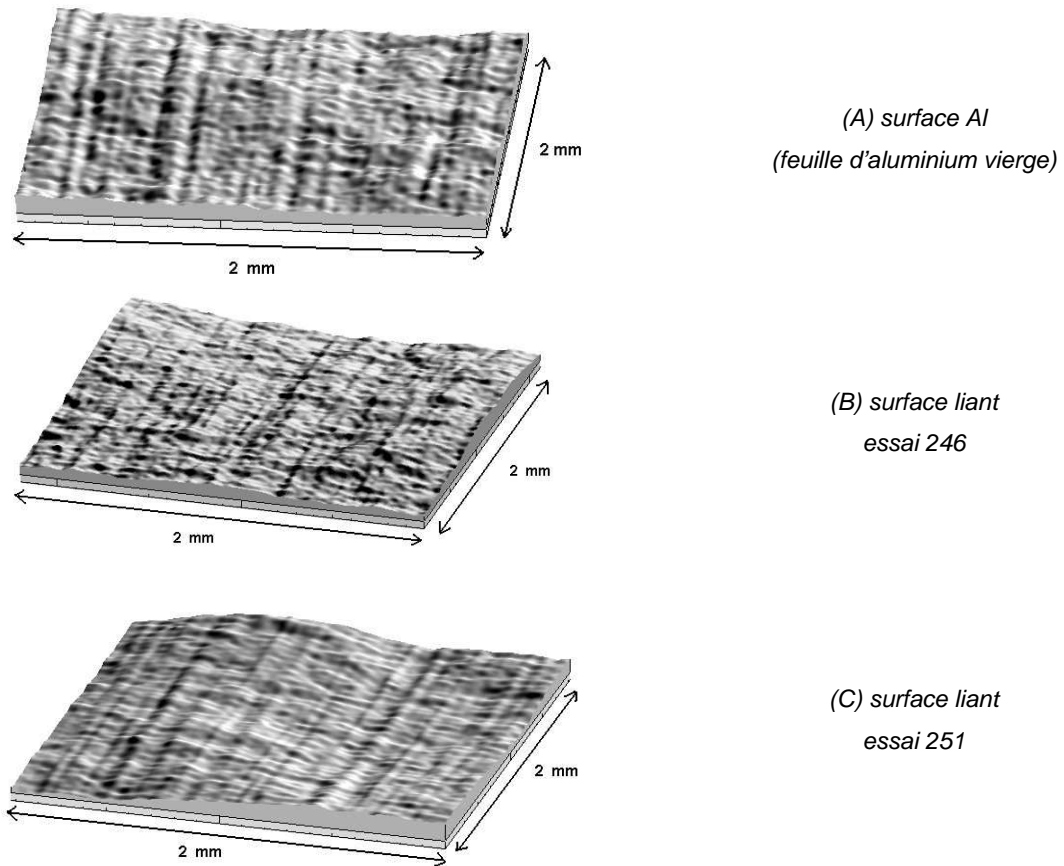 (A) surface Al
(feuille d'aluminium vierge)
2 mm
2 mm
(B) surface liant
essai 246
2 mm
2 mm
(C) surface liant
essai 251
2 mm
2 mm